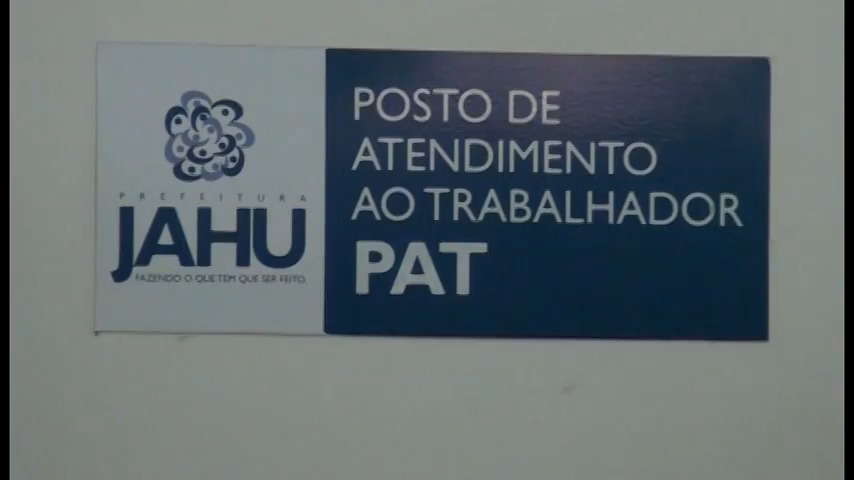 PREFEITURA
JAHU
FAZENDO O QUE TEM QUE SER FEITO
POSTO DE
ATENDIMENTO
AO TRABALHADOR
PAT